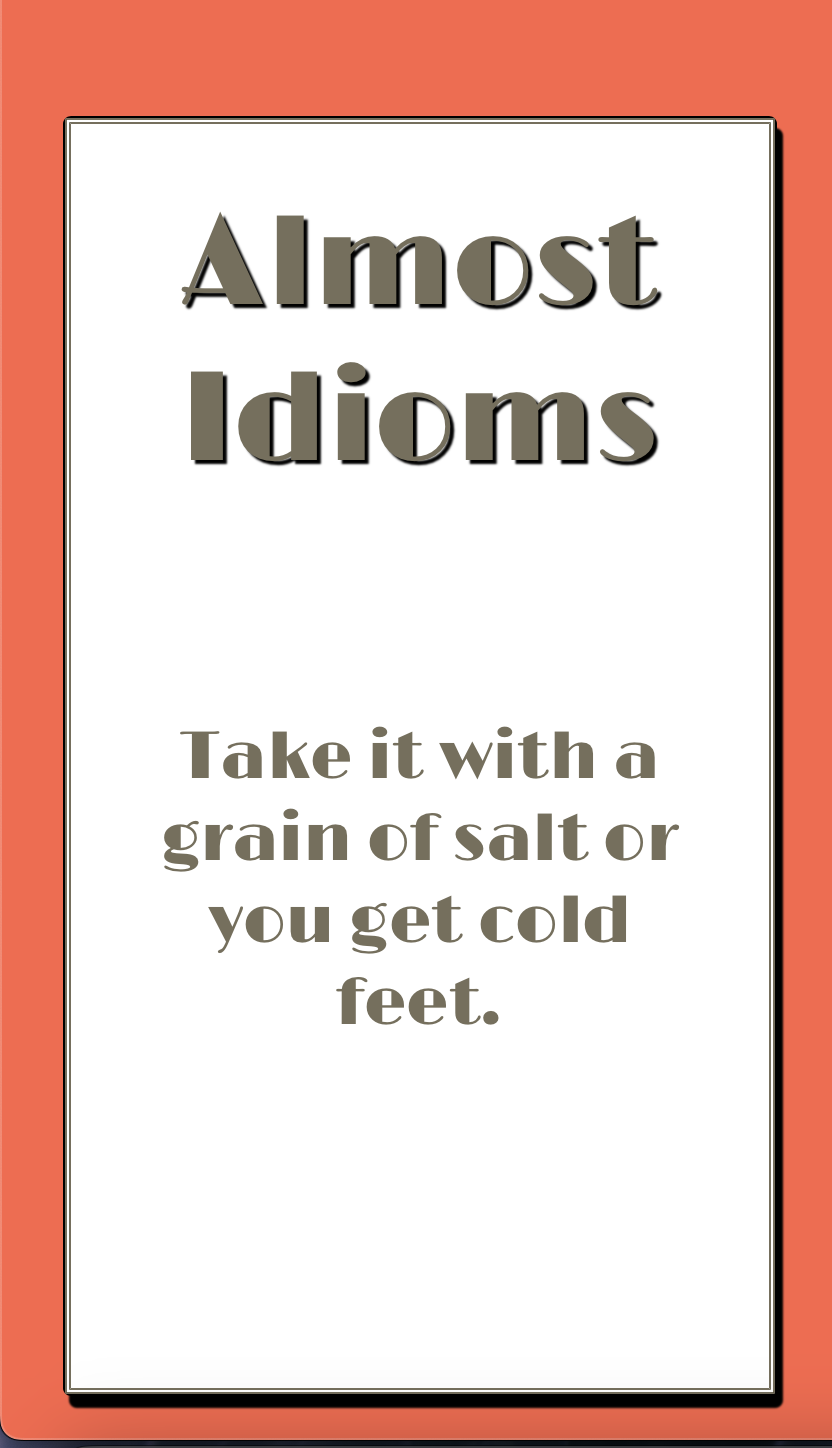 Almost
Idioms
Take it with a
grain of salt or
you get cold
feet.